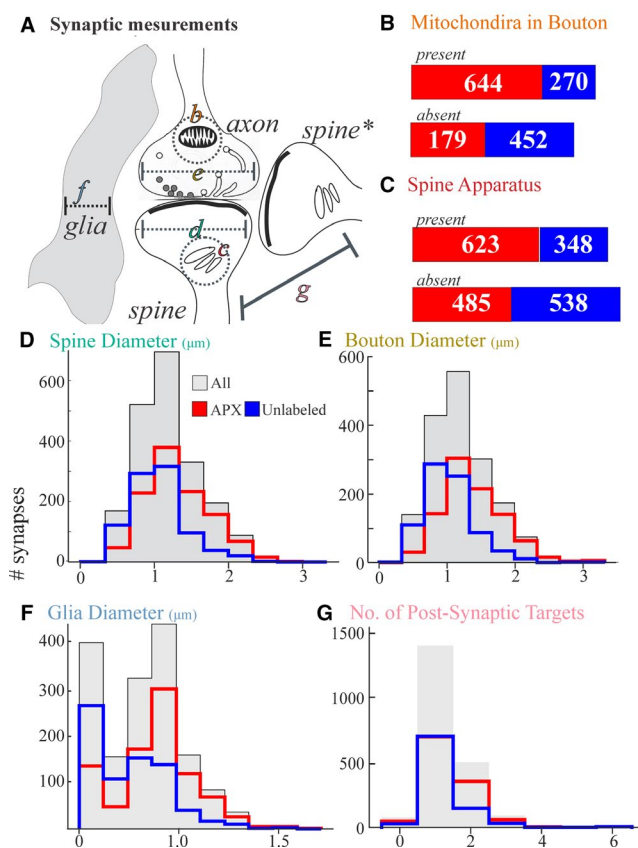 A Synaptic mesurements
b
axon
spine*
e
f
glia
d
c
spine
g
B Mitochondira in Bouton
present
644 270
absent
179 452
C Spine Apparatus
present
623 348
absent
485 538
D Spine Diameter (µm)
600
400
200
0
# synapses
All
APX Unlabeled
0 1 2 3
E Bouton Diameter (µm)
600
400
200
0
0 1 2 3
F Glia Diameter (µm)
400
300
200
100
0 1.0 1.5
G No. of Post-Synaptic Targets
1500
1000
500
0
0 2 4 6